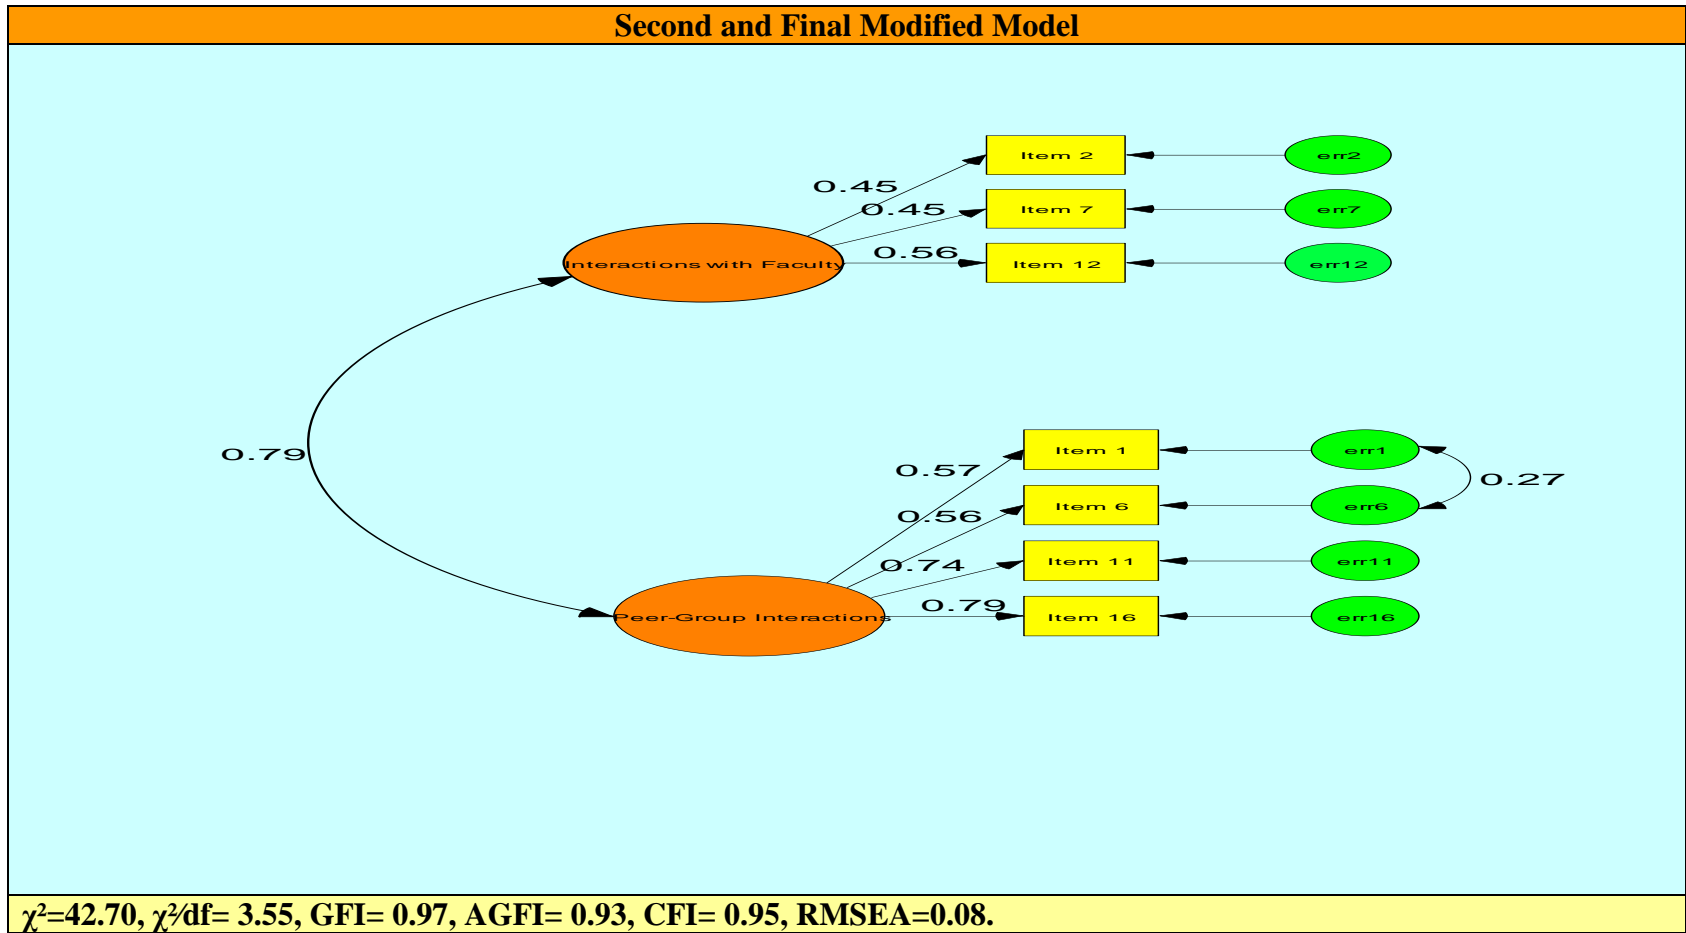 Second and Final Modified Model
Item 2
err2
0.45
Item 7
err7
0.45
Interactions with Faculty
0.56
Item 12
err12
0.79
Item 1
err1
0.57
0.27
Item 6
err6
0.56
Item 11
err11
0.74
Peer-Group Interactions
0.79
Item 16
err16
χ²=42.70, χ²⁄df= 3.55, GFI= 0.97, AGFI= 0.93, CFI= 0.95, RMSEA=0.08.